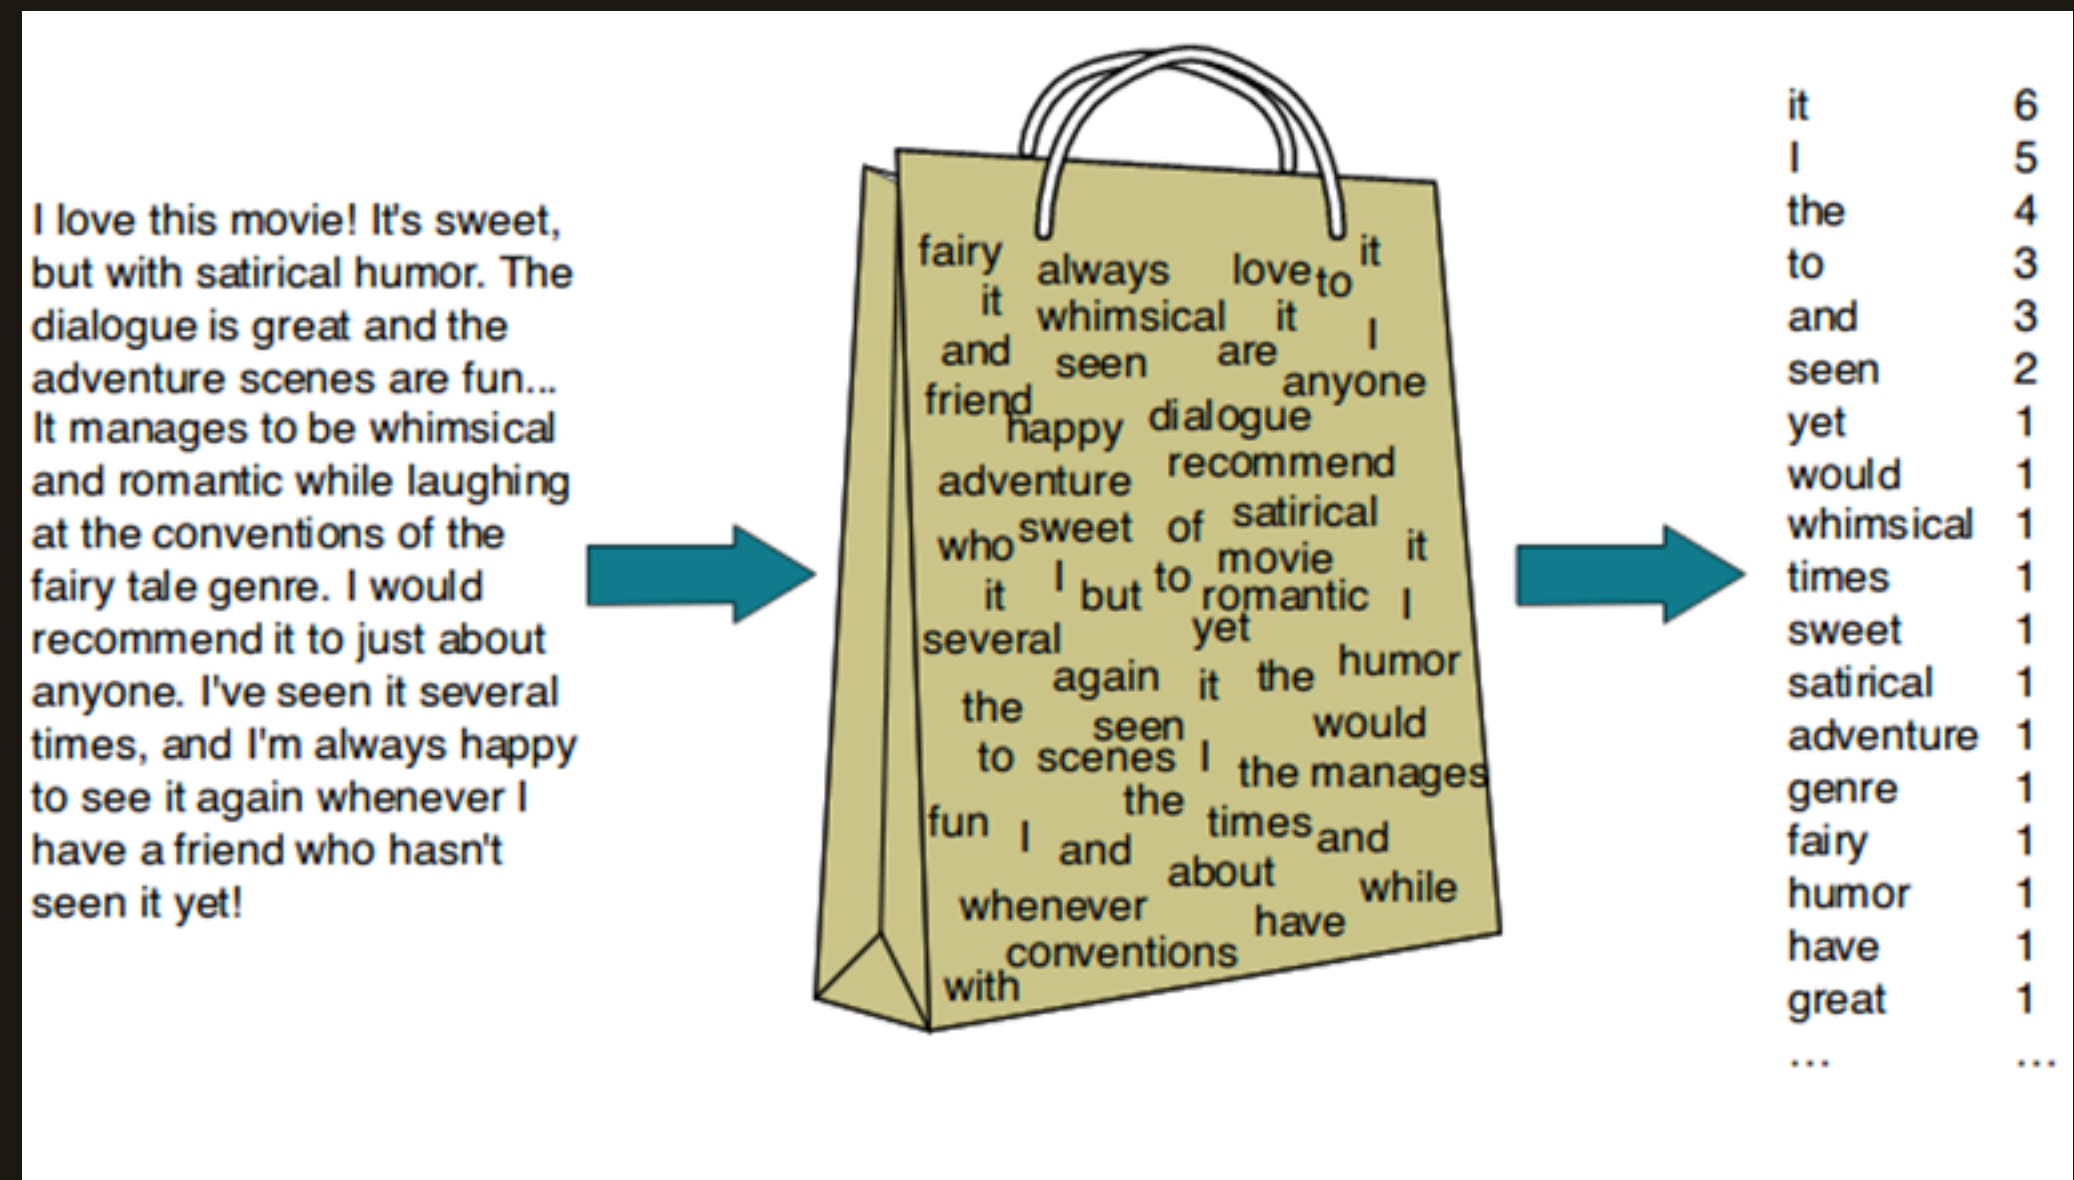 I love this movie! It's sweet,
but with satirical humor. The
dialogue is great and the
adventure scenes are fun...
It manages to be whimsical
and romantic while laughing
at the conventions of the
fairy tale genre. I would
recommend it to just about
anyone. I've seen it several
times, and I'm always happy
to see it again whenever I
have a friend who hasn't
seen it yet!
fairy always love to it
it whimsical it I
and seen are anyone
friend happy dialogue
adventure recommend
who sweet of satirical
it I but to movie it
romantic I
several yet
again it the humor
the seen would
to scenes I the manages
the
fun I and times and
about while
whenever have
conventions
with
it 6
I 5
the 4
to 3
and 3
seen 2
yet 1
would 1
whimsical 1
times 1
sweet 1
satirical 1
adventure 1
genre 1
fairy 1
humor 1
have 1
great 1
... ...